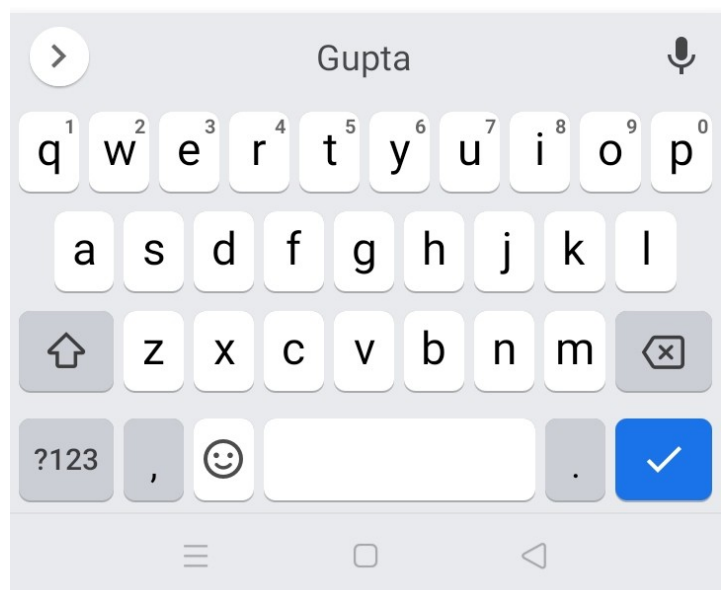 Gupta
q1 w2 e3 r4 t5 y6 u7 i8 o9 p0
a s d f g h j k l
z x c v b n m
?123 , .